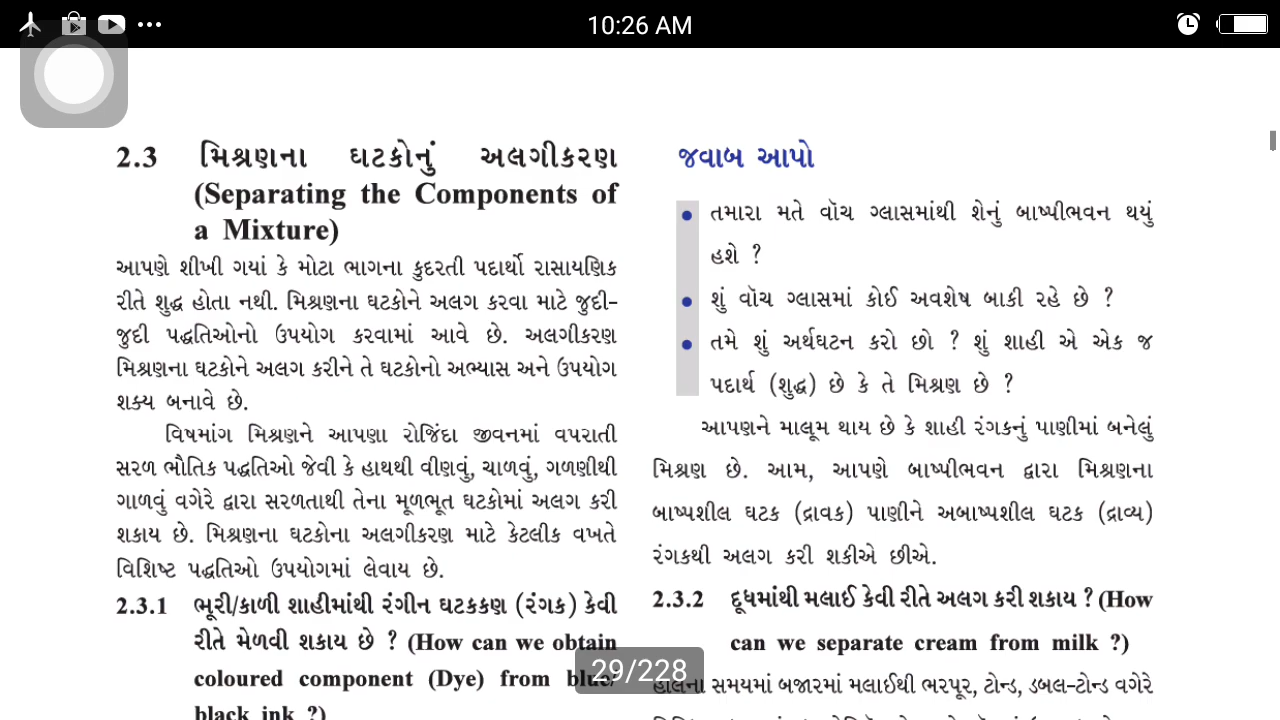 10:26 AM
2.3 મિશ્રણના ઘટકોનું અલગીકરણ
(Separating the Components of
a Mixture)
આપણે શીખી ગયાં કે મોટા ભાગના કુદરતી પદાર્થો રાસાયણિક
રીતે શુદ્ધ હોતા નથી. મિશ્રણના ઘટકોને અલગ કરવા માટે જુદી-
જુદી પદ્ધતિઓનો ઉપયોગ કરવામાં આવે છે. અલગીકરણ
મિશ્રણના ઘટકોને અલગ કરીને તે ઘટકોનો અભ્યાસ અને ઉપયોગ
શક્ય બનાવે છે.
વિષમાંગ મિશ્રણને આપણા રોજિંદા જીવનમાં વપરાતી
સરળ ભૌતિક પદ્ધતિઓ જેવી કે હાથથી વીણવું, ચાળવું, ગળણીથી
ગાળવું વગેરે દ્વારા સરળતાથી તેના મૂળભૂત ઘટકોમાં અલગ કરી
શકાય છે. મિશ્રણના ઘટકોના અલગીકરણ માટે કેટલીક વખતે
વિશિષ્ટ પદ્ધતિઓ ઉપયોગમાં લેવાય છે.
2.3.1 ભૂરી/કાળી શાહીમાંથી રંગીન ઘટકકણ (રંગક) કેવી
રીતે મેળવી શકાય છે ? (How can we obtain
coloured component (Dye) from blue/
black ink ?)
જવાબ આપો
• તમારા મતે વૉચ ગ્લાસમાંથી શેનું બાષ્પીભવન થયું
હશે ?
• શું વૉચ ગ્લાસમાં કોઈ અવશેષ બાકી રહે છે ?
• તમે શું અર્થઘટન કરો છો ? શું શાહી એ એક જ
પદાર્થ (શુદ્ધ) છે કે તે મિશ્રણ છે ?
આપણને માલૂમ થાય છે કે શાહી રંગકનું પાણીમાં બનેલું
મિશ્રણ છે. આમ, આપણે બાષ્પીભવન દ્વારા મિશ્રણના
બાષ્પશીલ ઘટક (દ્રાવક) પાણીને અબાષ્પશીલ ઘટક (દ્રાવ્ય)
રંગકથી અલગ કરી શકીએ છીએ.
2.3.2 દૂધમાંથી મલાઈ કેવી રીતે અલગ કરી શકાય ? (How
can we separate cream from milk ?)
હાલના સમયમાં બજારમાં મલાઈથી ભરપૂર, ટોન્ડ, ડબલ-ટોન્ડ વગેરે
29/228